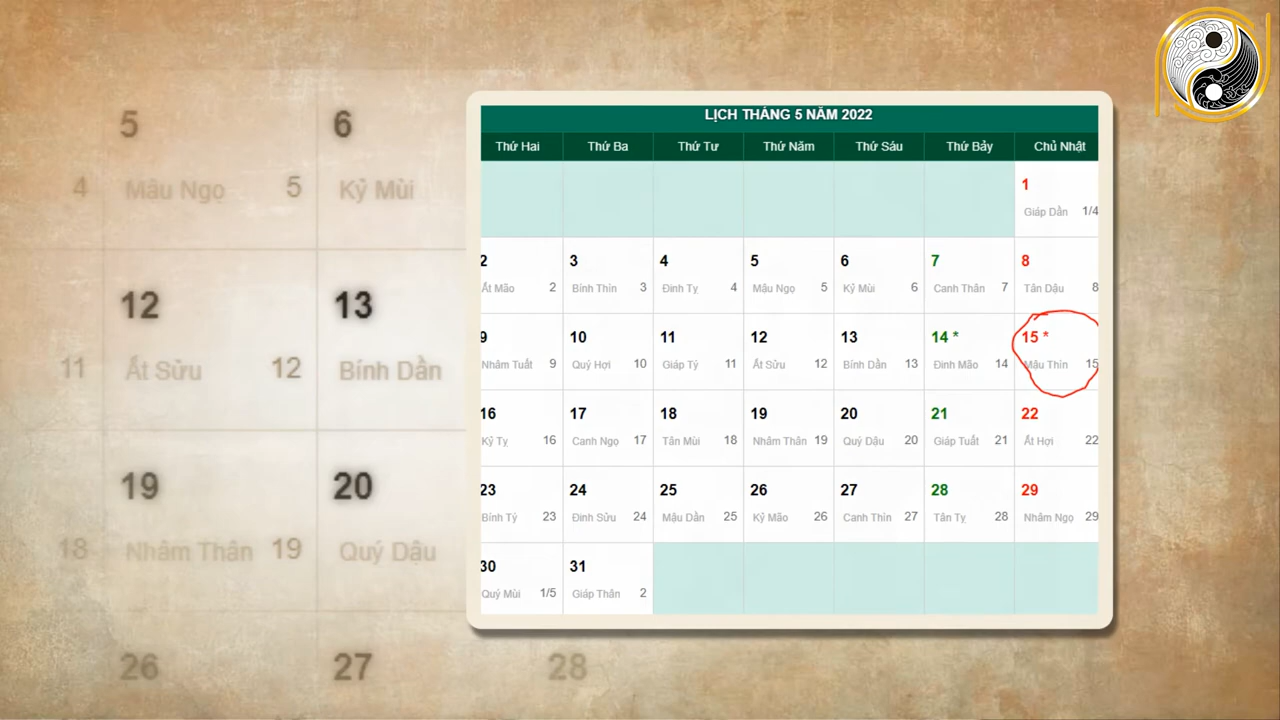 LỊCH THÁNG 5 NĂM 2022
Thứ Hai Thứ Ba Thứ Tư Thứ Năm Thứ Sáu Thứ Bảy Chủ Nhật
1
Giáp Dần 1/4
2 3 4 5 6 7 8
Ất Mão 2 Bính Thìn 3 Đinh Tỵ 4 Mậu Ngọ 5 Kỷ Mùi 6 Canh Thân 7 Tân Dậu 8
9 10 11 12 13 14 * 15 *
Nhâm Tuất 9 Quý Hợi 10 Giáp Tý 11 Ất Sửu 12 Bính Dần 13 Đinh Mão 14 Mậu Thìn 15
16 17 18 19 20 21 22
Kỷ Tỵ 16 Canh Ngọ 17 Tân Mùi 18 Nhâm Thân 19 Quý Dậu 20 Giáp Tuất 21 Ất Hợi 22
23 24 25 26 27 28 29
Bính Tý 23 Đinh Sửu 24 Mậu Dần 25 Kỷ Mão 26 Canh Thìn 27 Tân Tỵ 28 Nhâm Ngọ 29
30 31
Quý Mùi 1/5 Giáp Thân 2
5 6
4 Mậu Ngọ 5 Kỷ Mùi
12 13
11 Ất Sửu 12 Bính Dần
19 20
18 Nhâm Thân 19 Quý Dậu
26 27 28